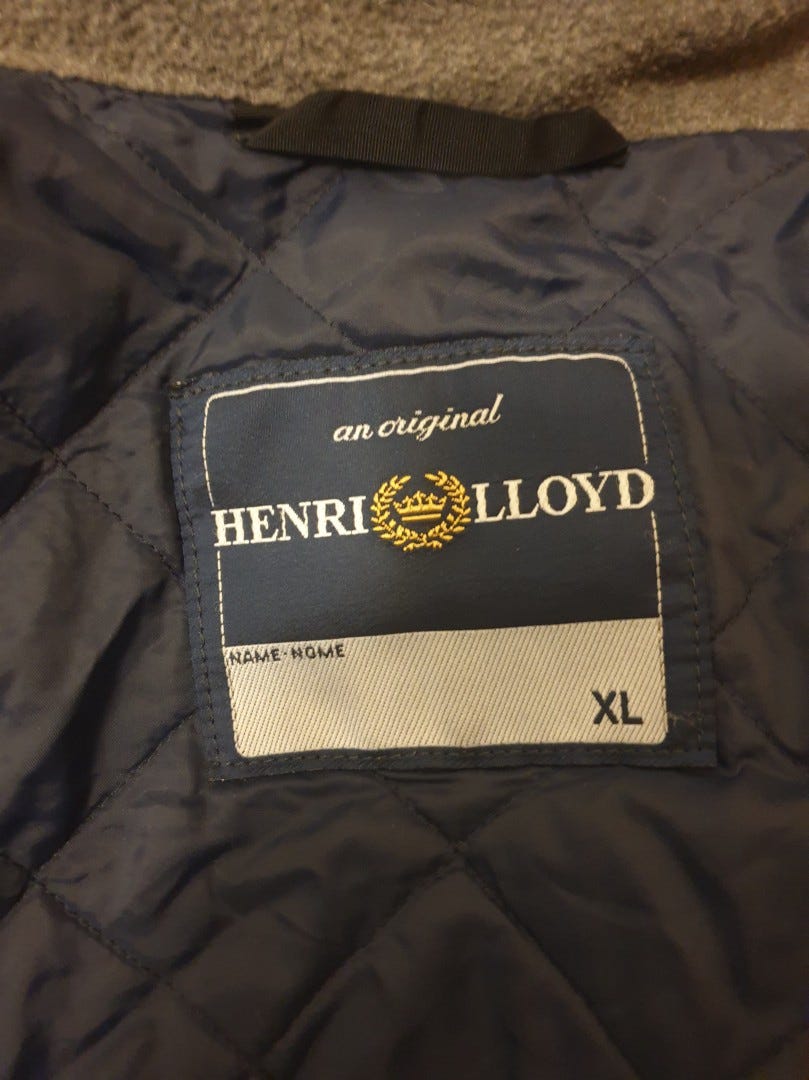 an original
HENRI LLOYD
NAME·NOME
XL